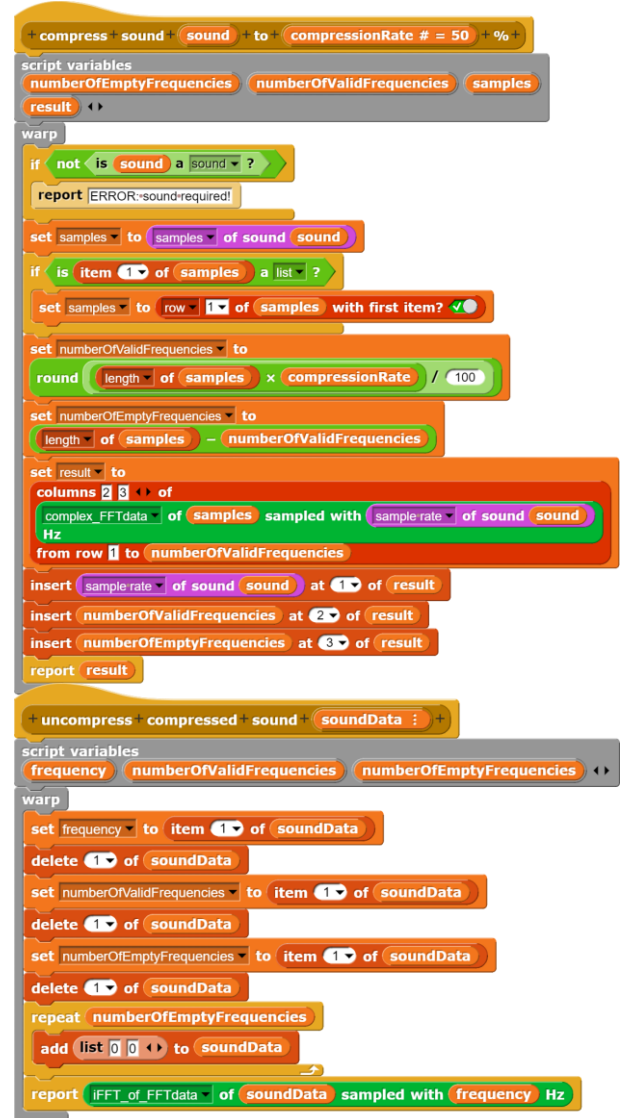 + compress + sound + sound + to + compressionRate # = 50 + % +
script variables
numberOfEmptyFrequencies numberOfValidFrequencies samples
result
warp
if not is sound a sound ?
report ERROR: sound required!
set samples to samples of sound sound
if is item 1 of samples a list ?
set samples to row 1 of samples with first item?
set numberOfValidFrequencies to
round length of samples × compressionRate / 100
set numberOfEmptyFrequencies to
length of samples − numberOfValidFrequencies
set result to
columns 2 3 of
complex_FFTdata of samples sampled with sample rate of sound sound
Hz
from row 1 to numberOfValidFrequencies
insert sample rate of sound sound at 1 of result
insert numberOfValidFrequencies at 2 of result
insert numberOfEmptyFrequencies at 3 of result
report result
+ uncompress + compressed + sound + soundData ⋮ +
script variables
frequency numberOfValidFrequencies numberOfEmptyFrequencies
warp
set frequency to item 1 of soundData
delete 1 of soundData
set numberOfValidFrequencies to item 1 of soundData
delete 1 of soundData
set numberOfEmptyFrequencies to item 1 of soundData
delete 1 of soundData
repeat numberOfEmptyFrequencies
add list 0 0 to soundData
report iFFT_of_FFTdata of soundData sampled with frequency Hz